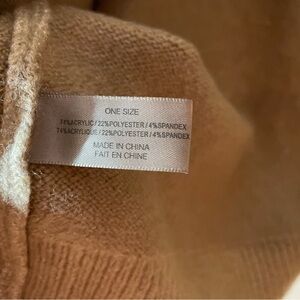 ONE SIZE
74%ACRYLIC/22%POLYESTER/4%SPANDEX
74%ACRYLIQUE/22%POLYESTER/4%SPANDEX
MADE IN CHINA
FAIT EN CHINE